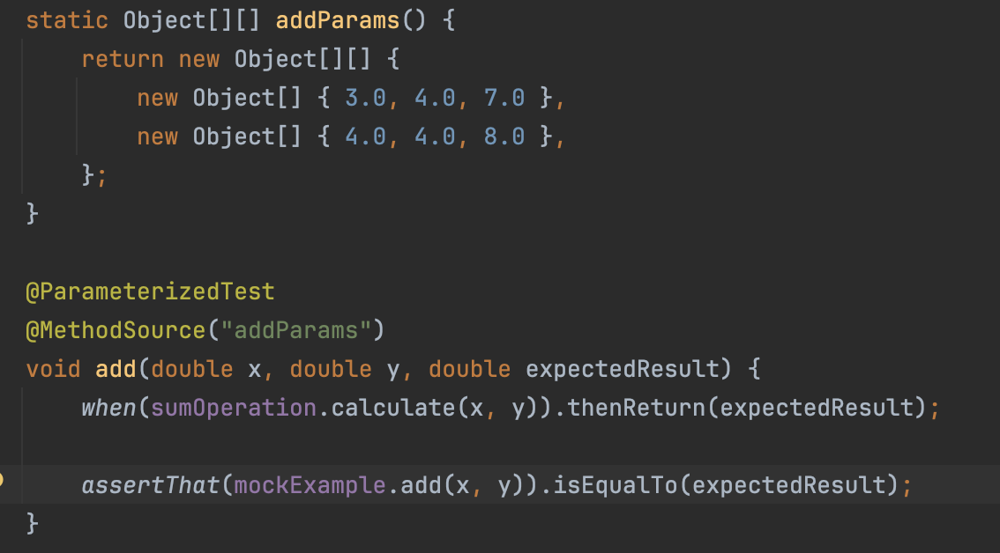 static Object[][] addParams() {
return new Object[][] {
new Object[] { 3.0, 4.0, 7.0 },
new Object[] { 4.0, 4.0, 8.0 },
};
}
@ParameterizedTest
@MethodSource("addParams")
void add(double x, double y, double expectedResult) {
when(sumOperation.calculate(x, y)).thenReturn(expectedResult);
assertThat(mockExample.add(x, y)).isEqualTo(expectedResult);
}